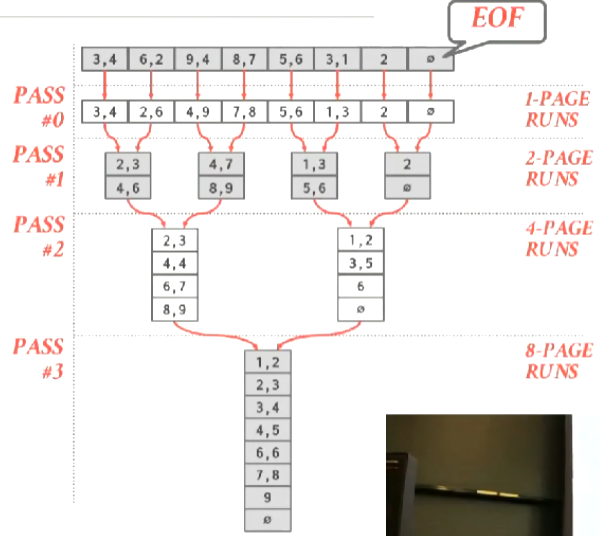 EOF
3,4 6,2 9,4 8,7 5,6 3,1 2 ∅
PASS #0
3,4 2,6 4,9 7,8 5,6 1,3 2 ∅
1-PAGE RUNS
PASS #1
2,3 4,7 1,3 2
4,6 8,9 5,6 ∅
2-PAGE RUNS
PASS #2
2,3 1,2
4,4 3,5
6,7 6
8,9 ∅
4-PAGE RUNS
PASS #3
1,2
2,3
3,4
4,5
6,6
7,8
9
∅
8-PAGE RUNS